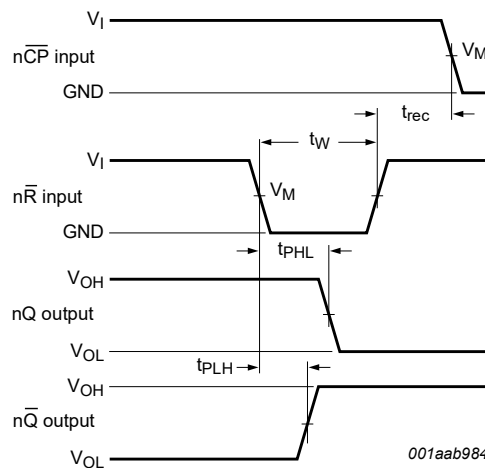 V_I
nC̅P̅ input
V_M
GND
t_rec
t_W
V_I
nR̅ input
V_M
GND
t_PHL
V_OH
nQ output
V_OL
t_PLH
V_OH
nQ̅ output
V_OL
001aab984